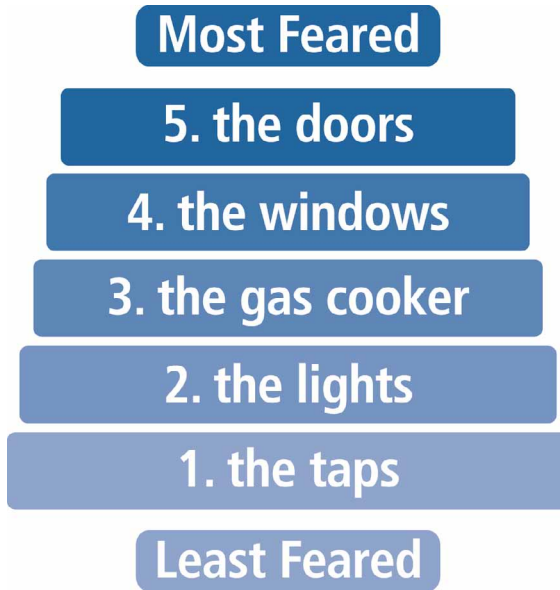 Most Feared
5. the doors
4. the windows
3. the gas cooker
2. the lights
1. the taps
Least Feared